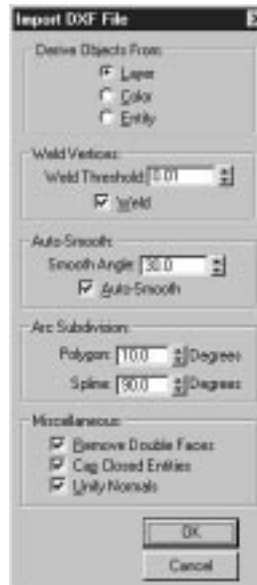 Import DXF File
Derive Objects From:
Layer
Color
Entity
Weld Vertices:
Weld Threshold: 0.01
Weld
Auto-Smooth:
Smooth Angle: 30.0
Auto-Smooth
Arc Subdivision:
Polygon: 10.0 Degrees
Spline: 90.0 Degrees
Miscellaneous:
Remove Double Faces
Cap Closed Entities
Unify Normals
OK
Cancel